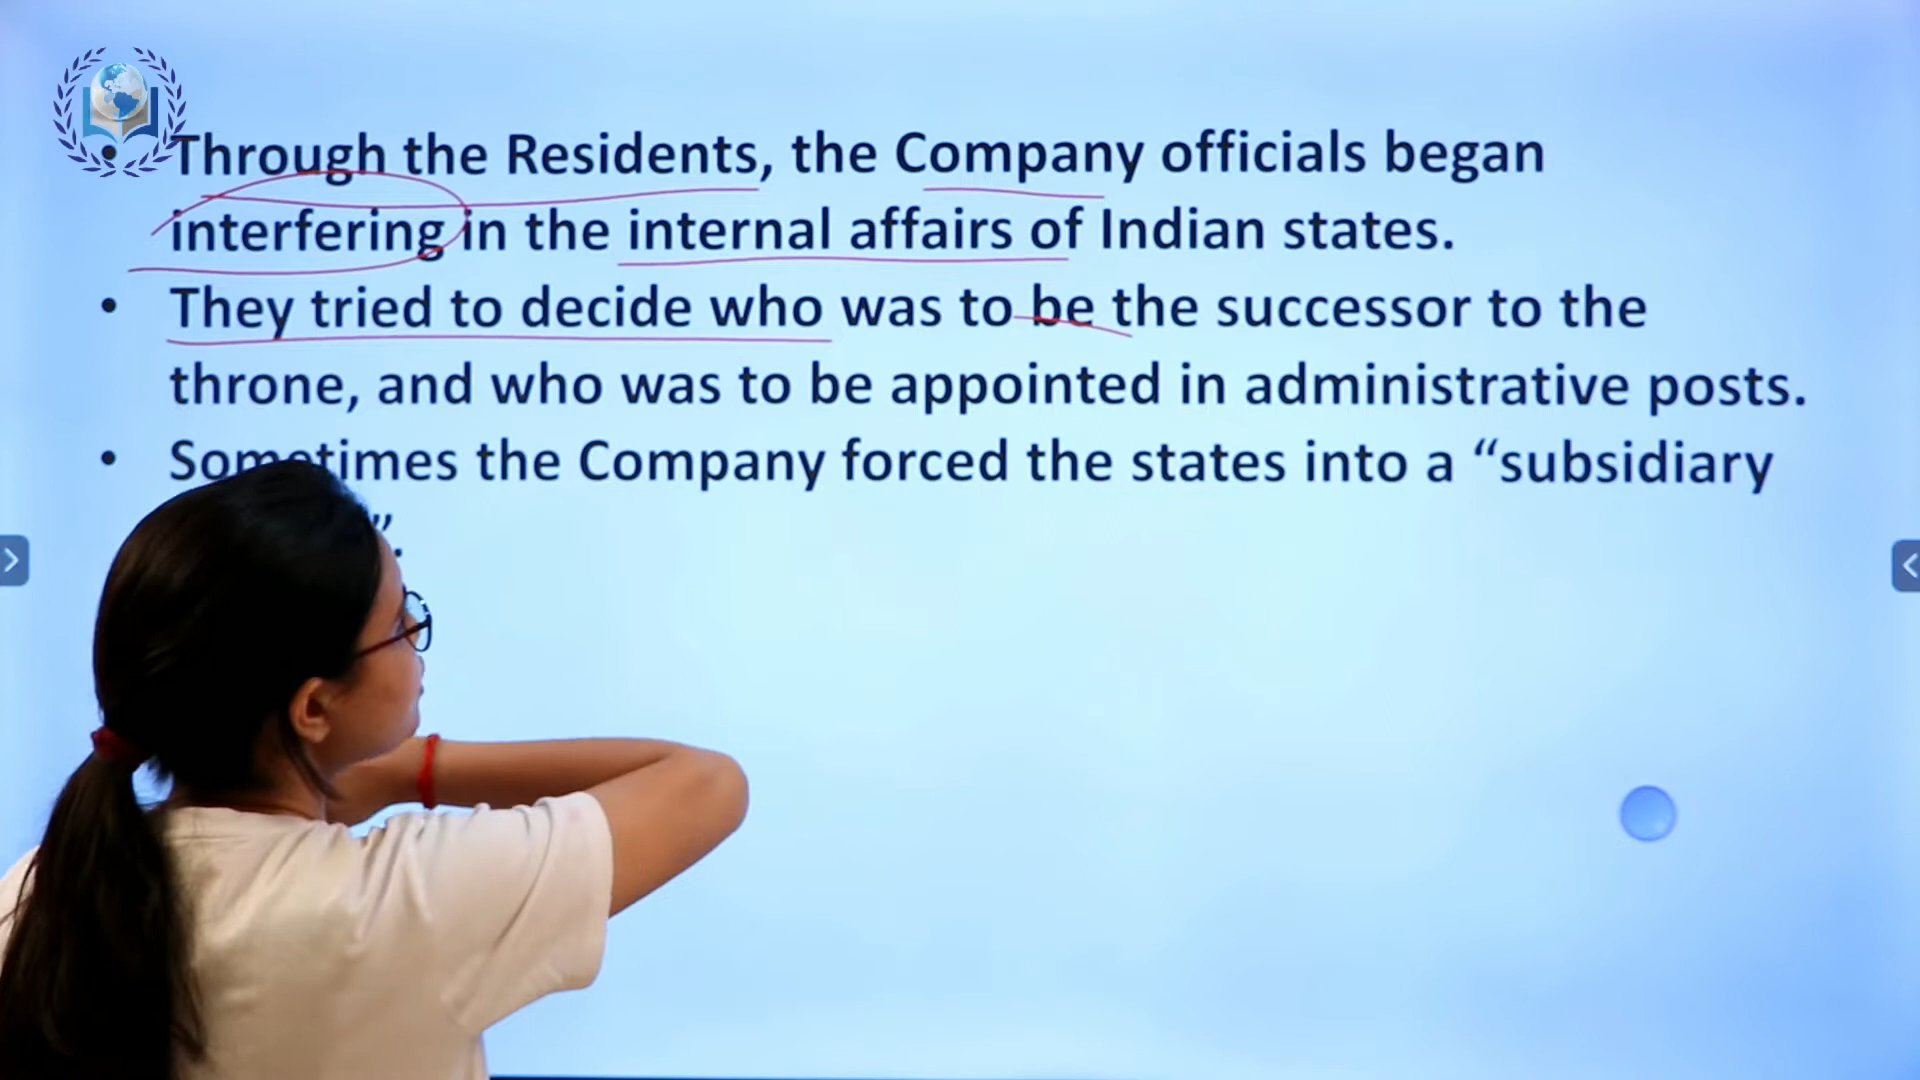 • Through the Residents, the Company officials began
interfering in the internal affairs of Indian states.
• They tried to decide who was to be the successor to the
throne, and who was to be appointed in administrative posts.
• Sometimes the Company forced the states into a “subsidiary
”.